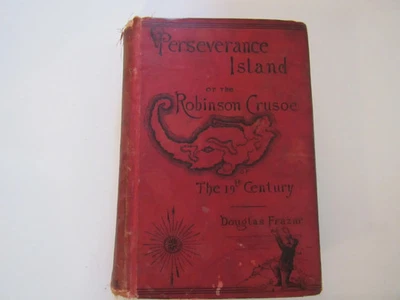 Perseverance
Island
OR THE
Robinson Crusoe
OF
The 19th Century
Douglas Frazar